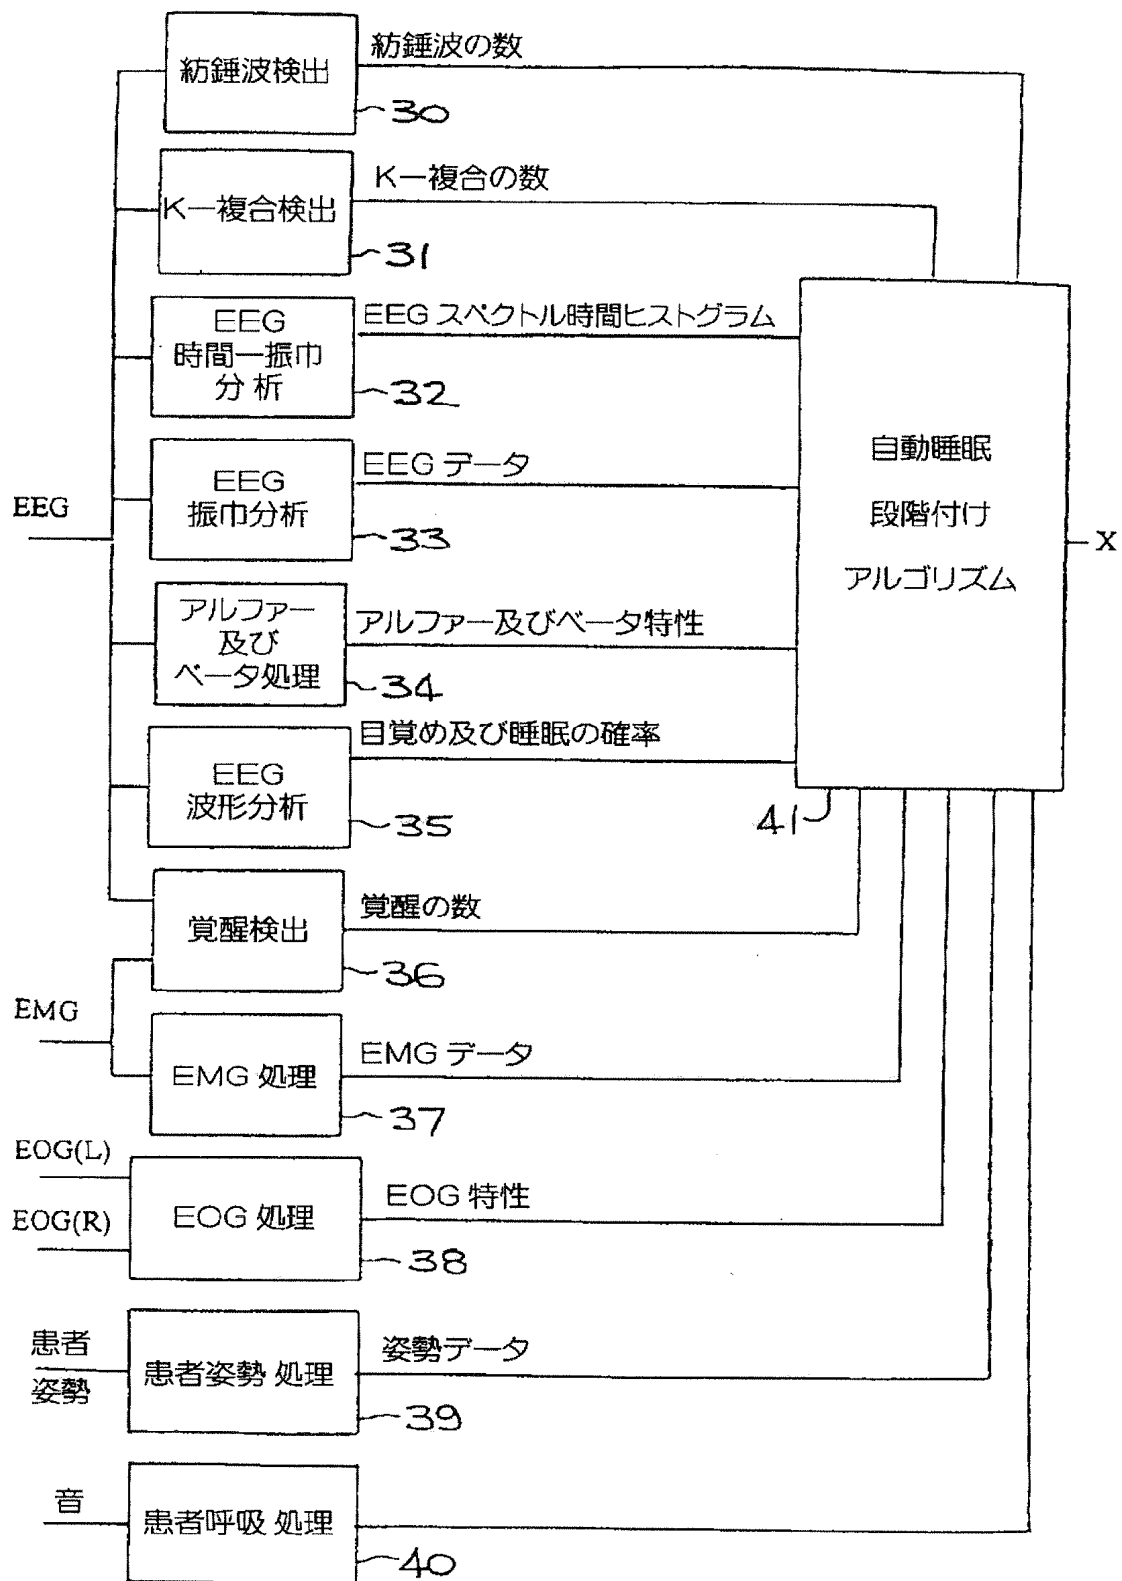 紡錘波検出
紡錘波の数
30
K一複合検出
K一複合の数
31
EEG
時間一振巾
分析
EEG スペクトル時間ヒストグラム
32
EEG
EEG
振巾分析
EEG データ
33
自動睡眠
段階付け
アルゴリズム
X
アルファー
及び
ベータ処理
アルファー及びベータ特性
34
EEG
波形分析
目覚め及び睡眠の確率
35
41
覚醒検出
覚醒の数
36
EMG
EMG 処理
EMG データ
37
EOG(L)
EOG(R)
EOG 処理
EOG 特性
38
患者
姿勢
患者姿勢 処理
姿勢データ
39
音
患者呼吸 処理
40